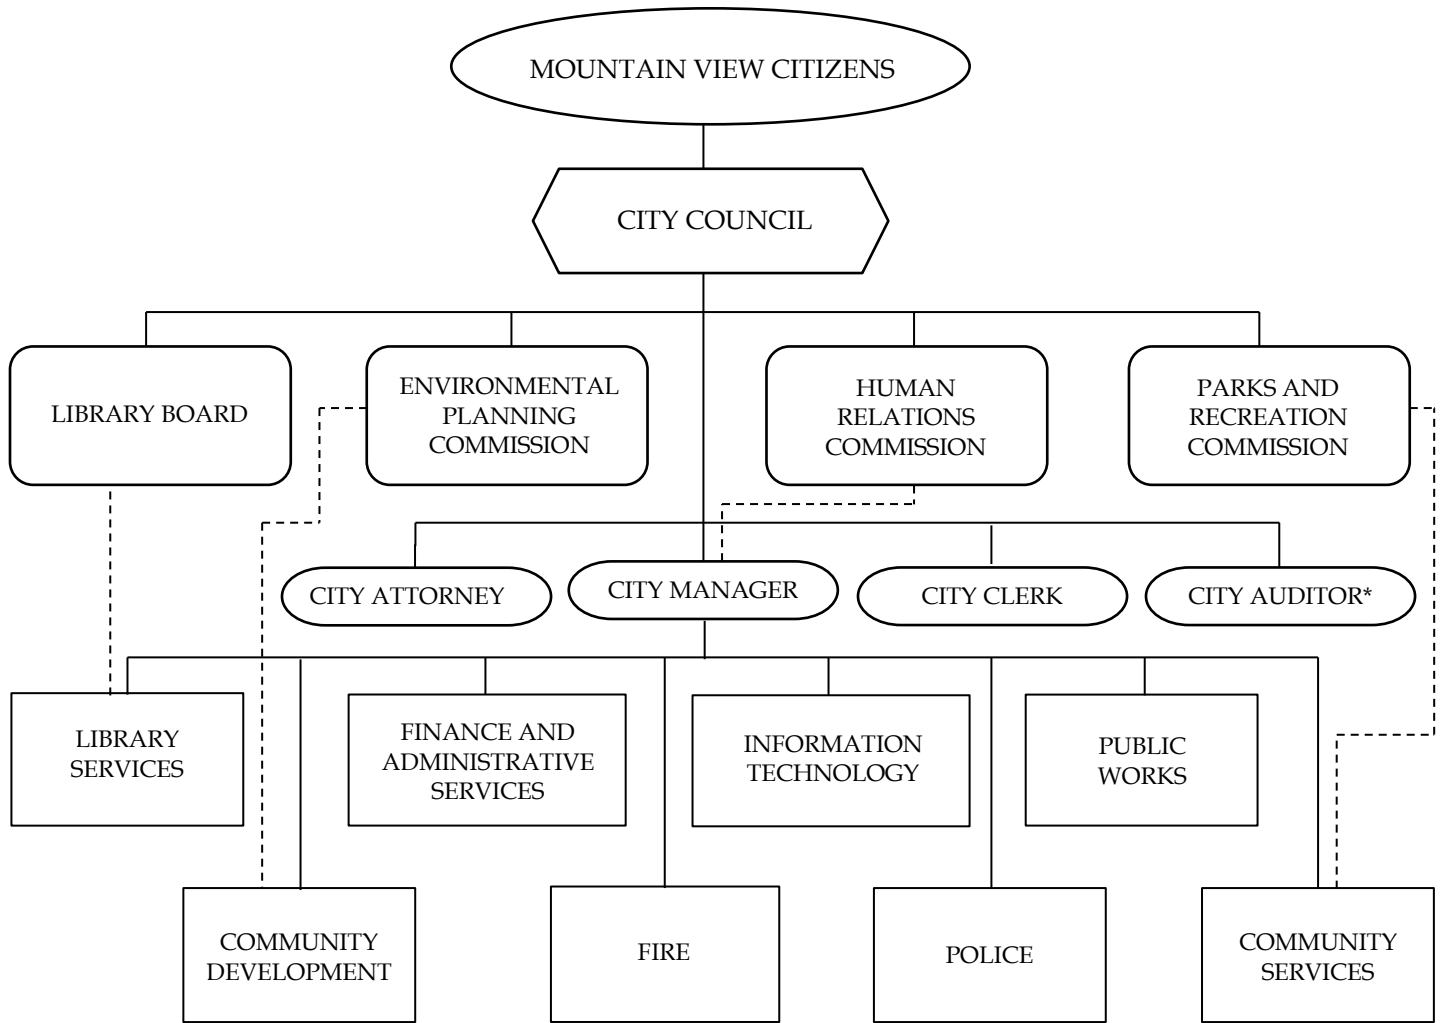 MOUNTAIN VIEW CITIZENS
CITY COUNCIL
LIBRARY BOARD
ENVIRONMENTAL
PLANNING
COMMISSION
HUMAN
RELATIONS
COMMISSION
PARKS AND
RECREATION
COMMISSION
CITY ATTORNEY
CITY MANAGER
CITY CLERK
CITY AUDITOR*
LIBRARY
SERVICES
FINANCE AND
ADMINISTRATIVE
SERVICES
INFORMATION
TECHNOLOGY
PUBLIC
WORKS
COMMUNITY
DEVELOPMENT
FIRE
POLICE
COMMUNITY
SERVICES